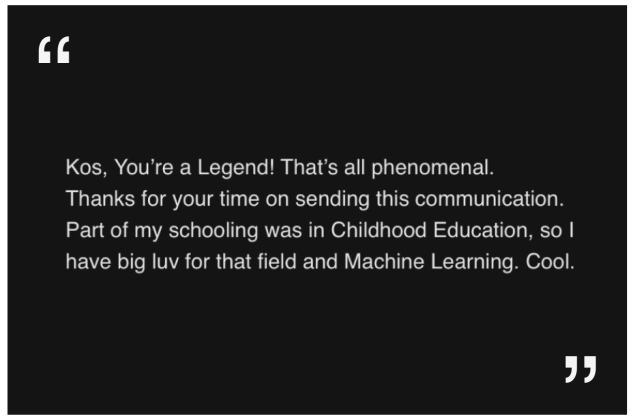 “
Kos, You’re a Legend! That’s all phenomenal.
Thanks for your time on sending this communication.
Part of my schooling was in Childhood Education, so I
have big luv for that field and Machine Learning. Cool.
”